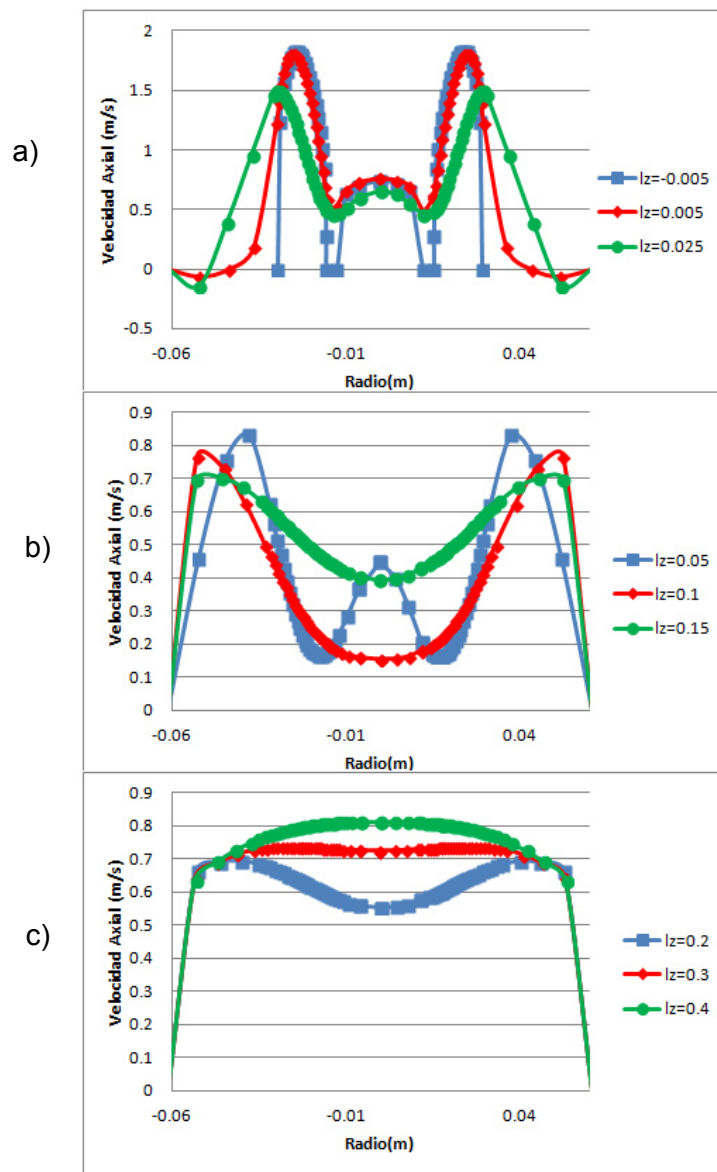 a)
Velocidad Axial (m/s)
2
1.5
1
0.5
0
-0.5
-0.06
-0.01
0.04
Radio(m)
lz=-0.005
lz=0.005
lz=0.025
b)
Velocidad Axial (m/s)
0.9
0.8
0.7
0.6
0.5
0.4
0.3
0.2
0.1
0
-0.06
-0.01
0.04
Radio(m)
lz=0.05
lz=0.1
lz=0.15
c)
Velocidad Axial (m/s)
0.9
0.8
0.7
0.6
0.5
0.4
0.3
0.2
0.1
0
-0.06
-0.01
0.04
Radio(m)
lz=0.2
lz=0.3
lz=0.4